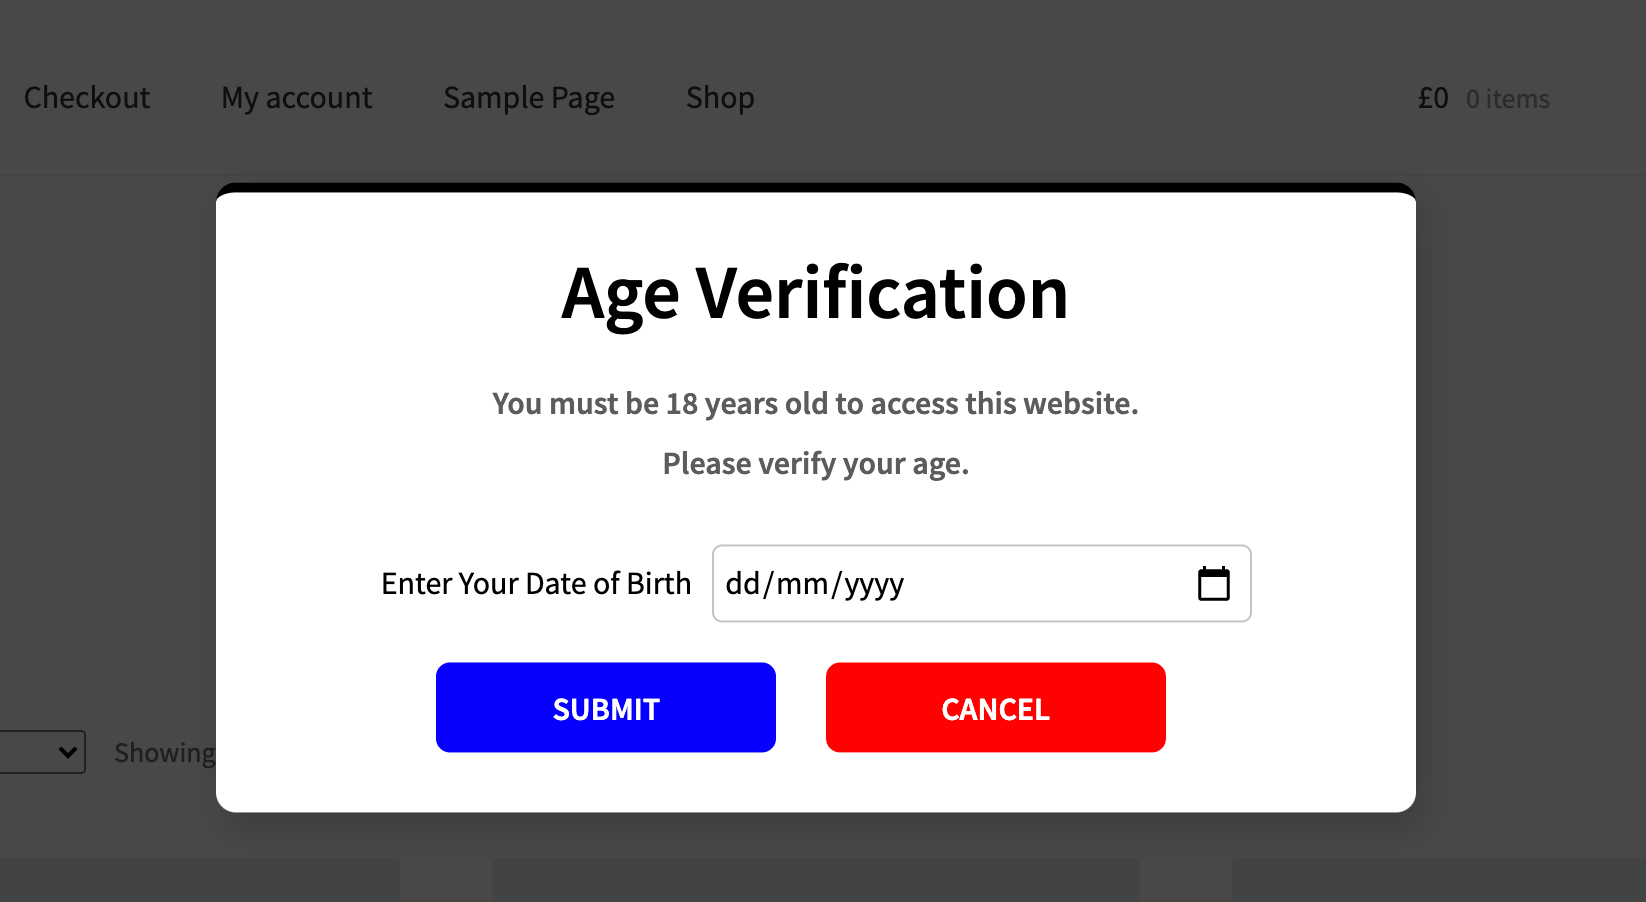 Checkout My account Sample Page Shop £0 0 items
Age Verification
You must be 18 years old to access this website.
Please verify your age.
Enter Your Date of Birth dd/mm/yyyy
SUBMIT CANCEL
Showing